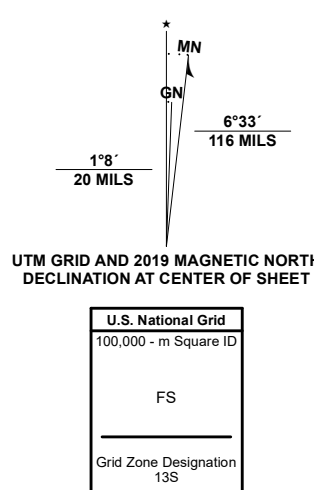 ★
MN
GN
6°33´
116 MILS
1°8´
20 MILS
UTM GRID AND 2019 MAGNETIC NORTH
DECLINATION AT CENTER OF SHEET
U.S. National Grid
100,000 - m Square ID
FS
Grid Zone Designation
13S